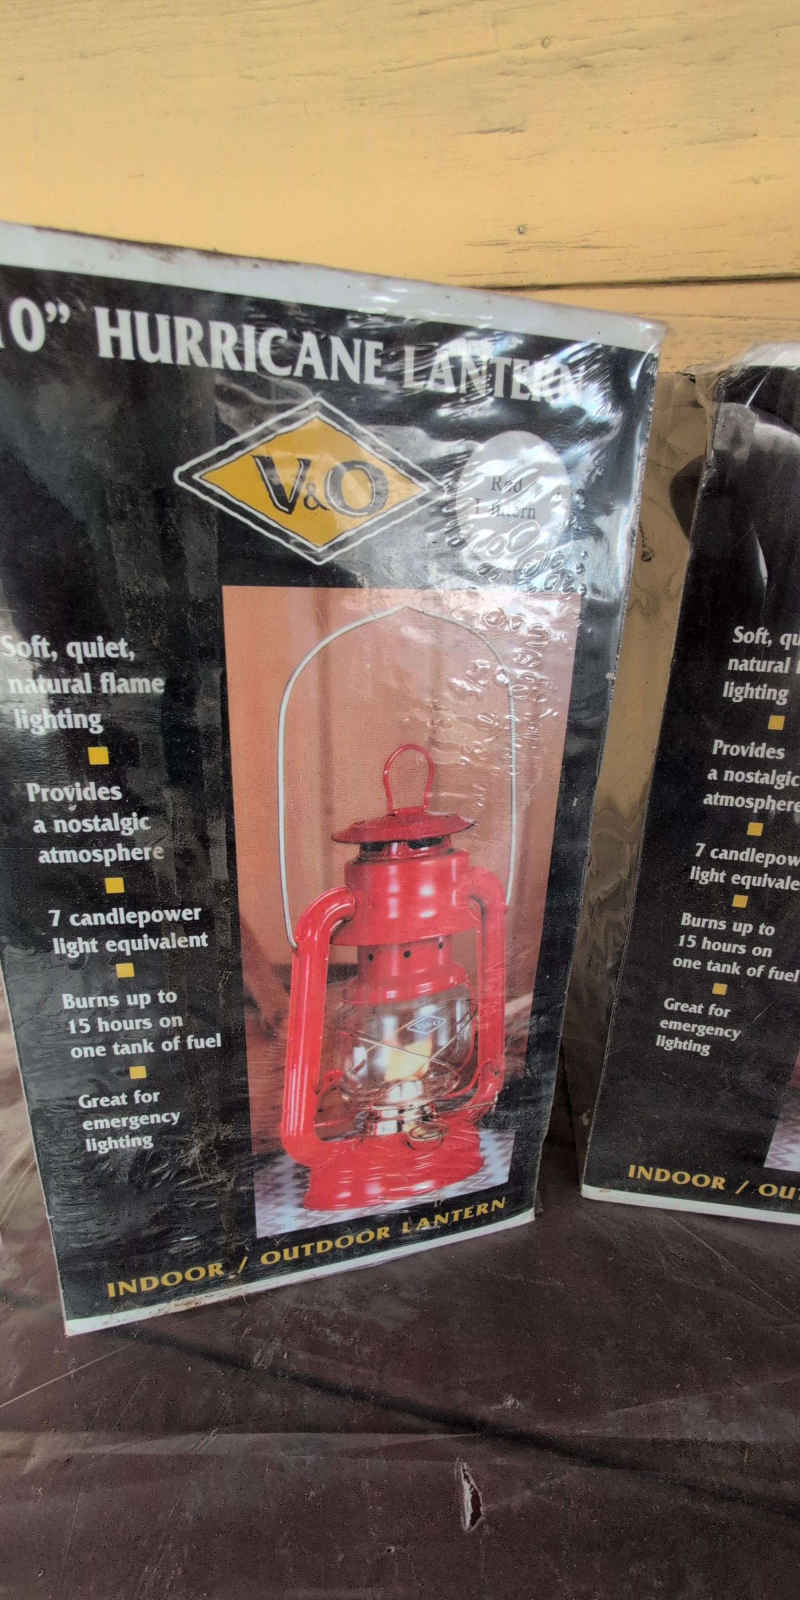 10” HURRICANE LANTERN
V&O
Red
Lantern
Soft, quiet,
natural flame
lighting
Provides
a nostalgic
atmosphere
7 candlepower
light equivalent
Burns up to
15 hours on
one tank of fuel
Great for
emergency
lighting
INDOOR / OUTDOOR LANTERN
Soft, qu
natural
lighting
Provides
a nostalgic
atmosphere
7 candlepow
light equivale
Burns up to
15 hours on
one tank of fuel
Great for
emergency
lighting
INDOOR / OU